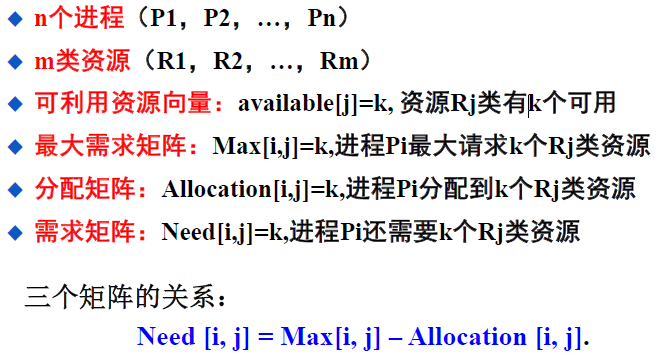 n个进程（P1，P2，…，Pn）
m类资源（R1，R2，…，Rm）
可利用资源向量：available[j]=k, 资源Rj类有k个可用
最大需求矩阵：Max[i,j]=k,进程Pi最大请求k个Rj类资源
分配矩阵：Allocation[i,j]=k,进程Pi分配到k个Rj类资源
需求矩阵：Need[i,j]=k,进程Pi还需要k个Rj类资源
三个矩阵的关系：
Need [i, j] = Max[i, j] – Allocation [i, j].